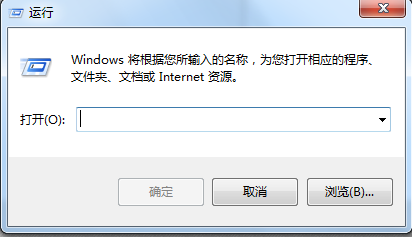 运行
Windows 将根据您所输入的名称，为您打开相应的程序、
文件夹、文档或 Internet 资源。
打开(O):
确定 取消 浏览(B)...